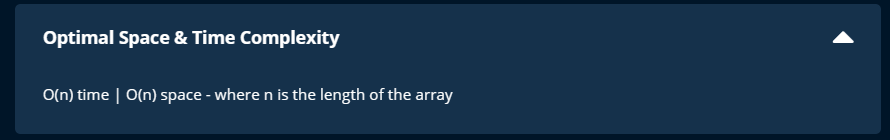 Optimal Space & Time Complexity
O(n) time | O(n) space - where n is the length of the array